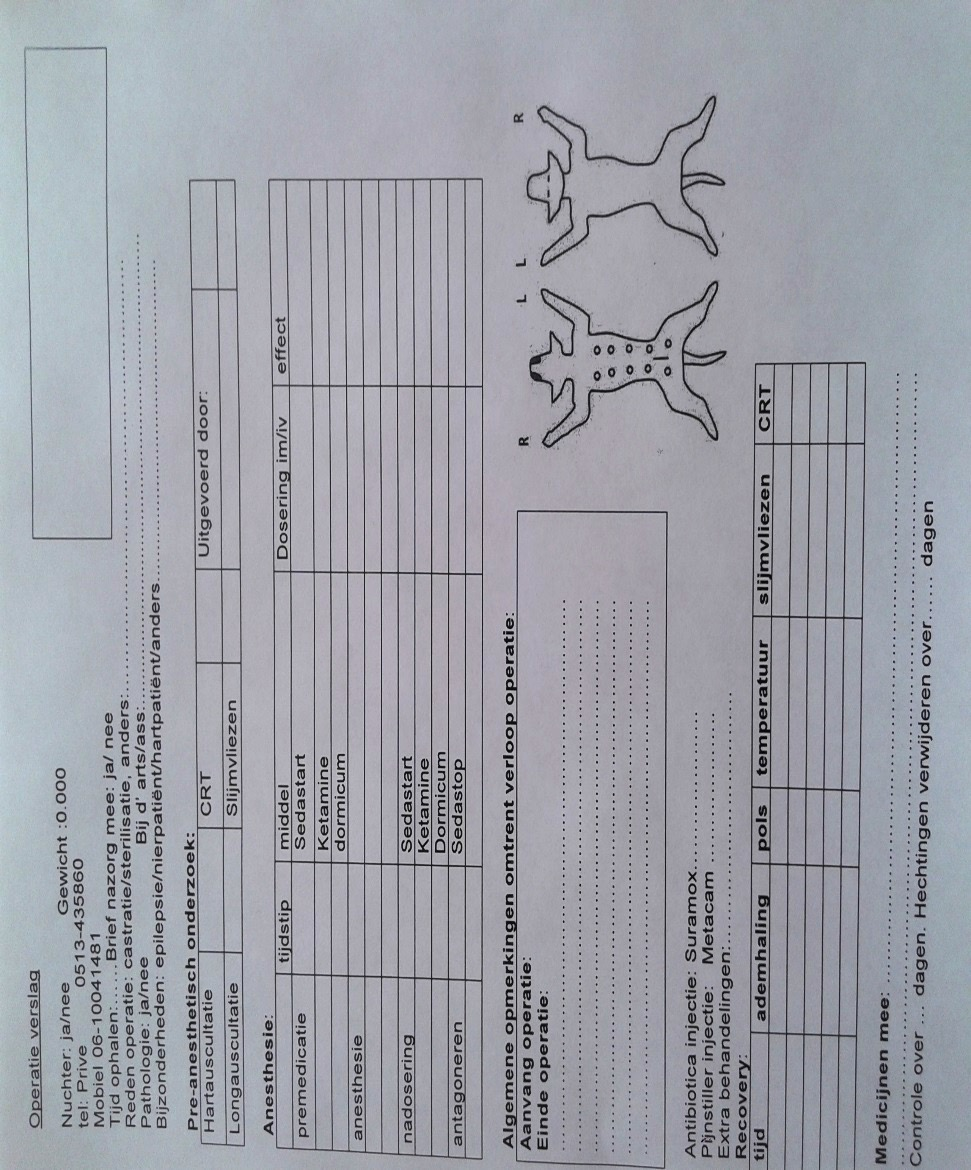 Operatie verslag
Nuchter: ja/nee Gewicht :0.000
tel: Prive 0513-435860
Mobiel 06-10041481
Tijd ophalen:...... Brief nazorg mee: ja/ nee
Reden operatie: castratie/sterilisatie, anders:..........................................................................
Pathologie: ja/nee Bij d' arts/ass:..........................................................................
Bijzonderheden: epilepsie/nierpatiënt/hartpatiënt/anders..................................................
Pre-anesthetisch onderzoek:
Hartauscultatie CRT Uitgevoerd door:
Longauscultatie Slijmvliezen
Anesthesie:
tijdstip middel Dosering im/iv effect
premedicatie Sedastart
Ketamine
dormicum
anesthesie
nadosering Sedastart
Ketamine
Dormicum
antagoneren Sedastop
Algemene opmerkingen omtrent verloop operatie:
Aanvang operatie:
Einde operatie:
R L L R
Antibiotica injectie: Suramox.......................
Pijnstiller injectie: Metacam .......................
Extra behandelingen:...................................
Recovery:
tijd ademhaling pols temperatuur slijmvliezen CRT
Medicijnen mee:..........................................................................................
Controle over ... dagen. Hechtingen verwijderen over...... dagen